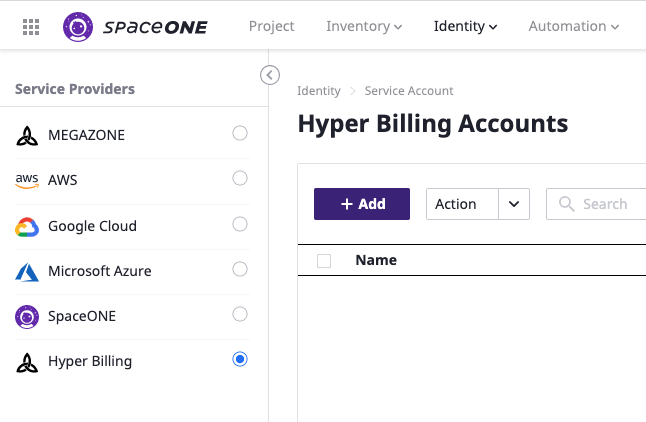 spaceONE Project Inventory Identity Automation
Service Providers
Identity > Service Account
Hyper Billing Accounts
MEGAZONE
aws AWS
Google Cloud
Microsoft Azure
SpaceONE
Hyper Billing
+ Add Action Search
Name